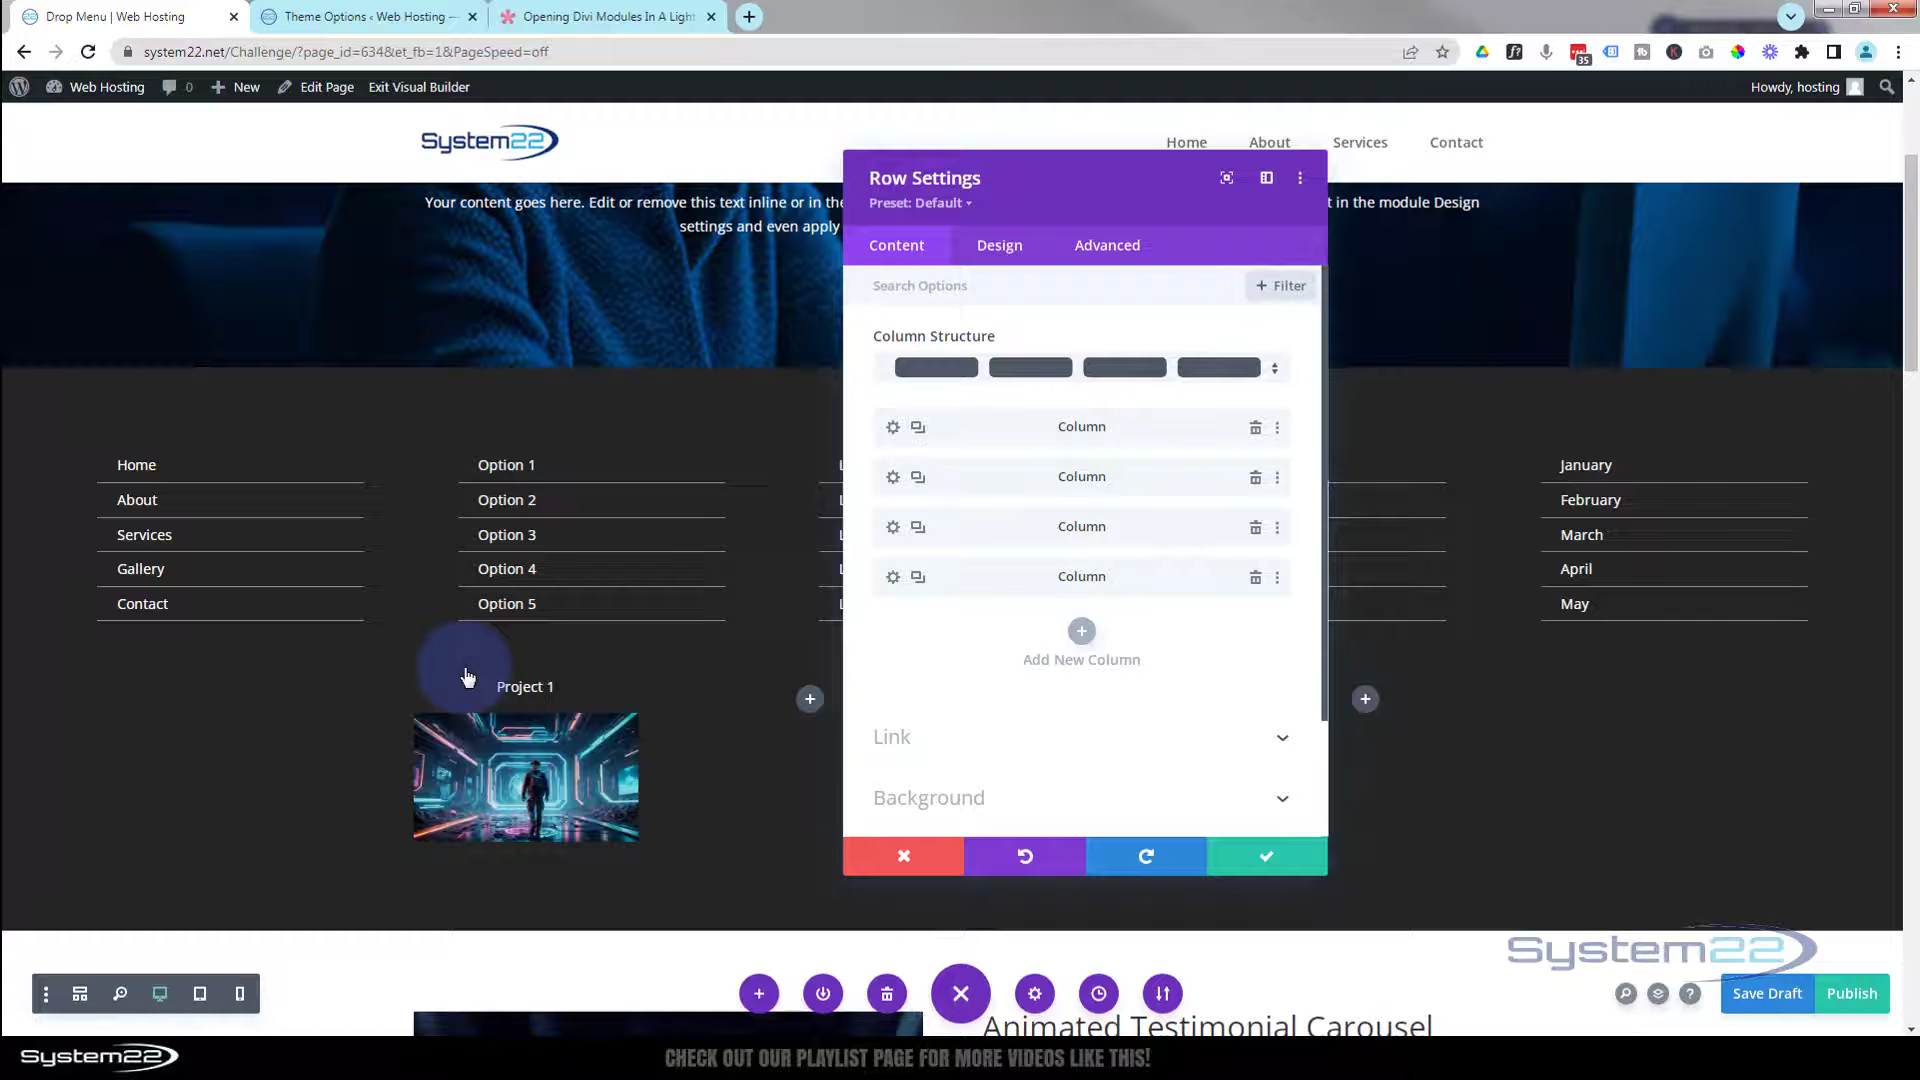 Drop Menu | Web Hosting
Theme Options ‹ Web Hosting —
Opening Divi Modules In A Light
system22.net/Challenge/?page_id=634&et_fb=1&PageSpeed=off
35
Web Hosting
0
New
Edit Page
Exit Visual Builder
Howdy, hosting
System22
Home
About
Services
Contact
Your content goes here. Edit or remove this text inline or in the
t in the module Design
settings and even apply
Row Settings
Preset: Default
Content
Design
Advanced
Search Options
+ Filter
Column Structure
Column
Column
Column
Column
Add New Column
Link
Background
Home
About
Services
Gallery
Contact
Option 1
Option 2
Option 3
Option 4
Option 5
January
February
March
April
May
Project 1
System22
Save Draft
Publish
Animated Testimonial Carousel
System22
CHECK OUT OUR PLAYLIST PAGE FOR MORE VIDEOS LIKE THIS!